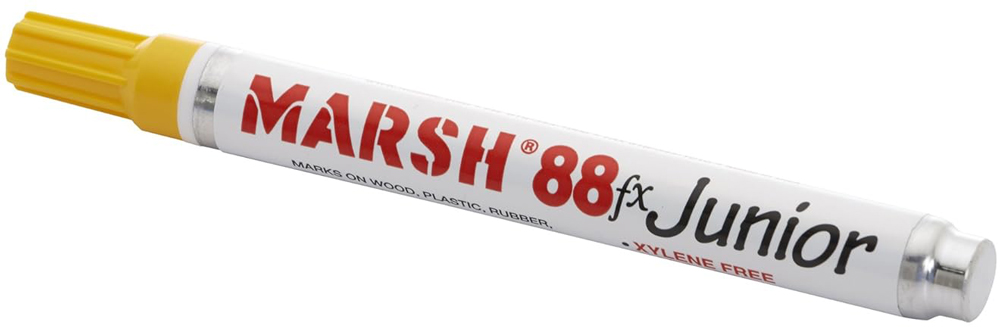 MARSH® 88fx Junior
MARKS ON WOOD, PLASTIC, RUBBER,
• XYLENE FREE